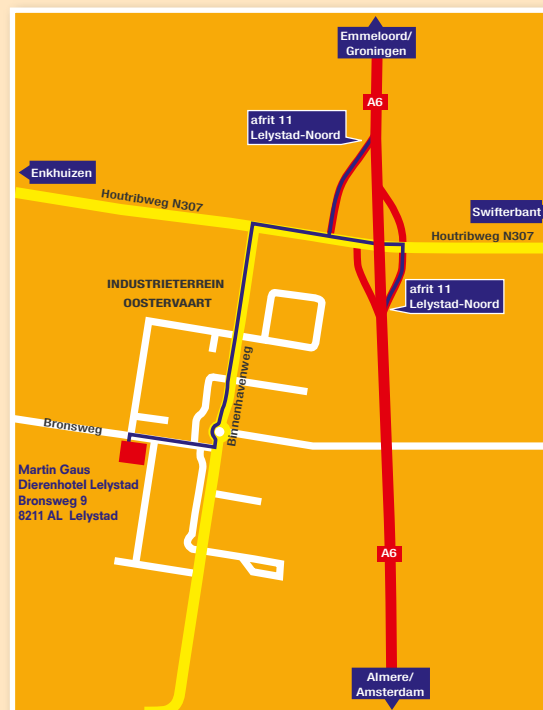 Emmeloord/
Groningen
A6
afrit 11
Lelystad-Noord
Enkhuizen
Houtribweg N307
Swifterbant
Houtribweg N307
INDUSTRIETERREIN
OOSTERVAART
afrit 11
Lelystad-Noord
Binnenhavenweg
Bronsweg
Martin Gaus
Dierenhotel Lelystad
Bronsweg 9
8211 AL Lelystad
A6
Almere/
Amsterdam